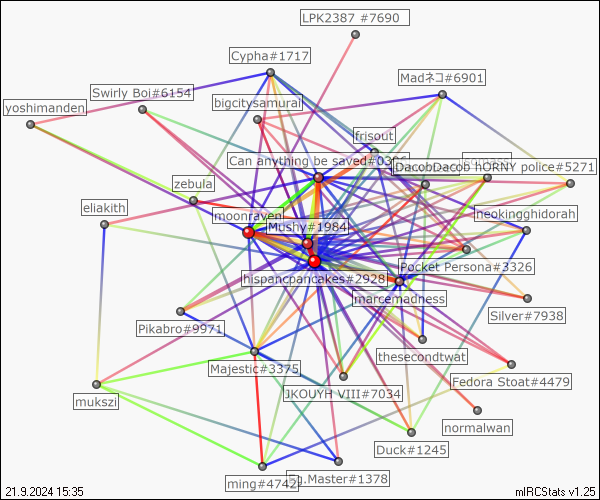 LPK2387 #7690
Cypha#1717
Madネコ#6901
Swirly Boi#6154
bigcitysamurai
yoshimanden
frisout
Can anything be saved#0
DacobDacob
hORNY police#5271
zebula
eliakith
moonraven
Mushy#1984
theokingghidorah
Pocket Persona#3326
hispancpancakes#2928
marcemadness
Silver#7938
Pikabro#9971
thesecondtwat
Majestic#3375
Fedora Stoat#4479
JKOUYH VIII#7034
mukszi
normalwan
Duck#1245
ming#4742
g.Master#1378
21.9.2024 15:35
mIRCStats v1.25